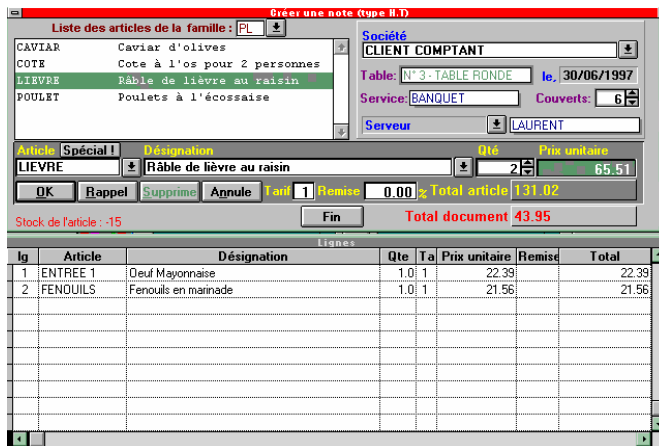 Créer une note (type H.T)
Liste des articles de la famille : PL
CAVIAR Caviar d'olives
COTE Cote à l'os pour 2 personnes
LIEVRE Râble de lièvre au raisin
POULET Poulets à l'écossaise
Société
CLIENT COMPTANT
Table: N° 3 - TABLE RONDE le, 30/06/1997
Service: BANQUET Couverts: 6
Serveur LAURENT
Article Spécial ! Désignation Qté Prix unitaire
LIEVRE Râble de lièvre au raisin 2 65.51
OK Rappel Supprime Annule Tarif 1 Remise 0.00 % Total article 131.02
Stock de l'article : -15 Fin Total document 43.95
Lignes
lg Article Désignation Qte Ta Prix unitaire Remise Total
1 ENTREE 1 Oeuf Mayonnaise 1.0 1 22.39 22.39
2 FENOUILS Fenouils en marinade 1.0 1 21.56 21.56